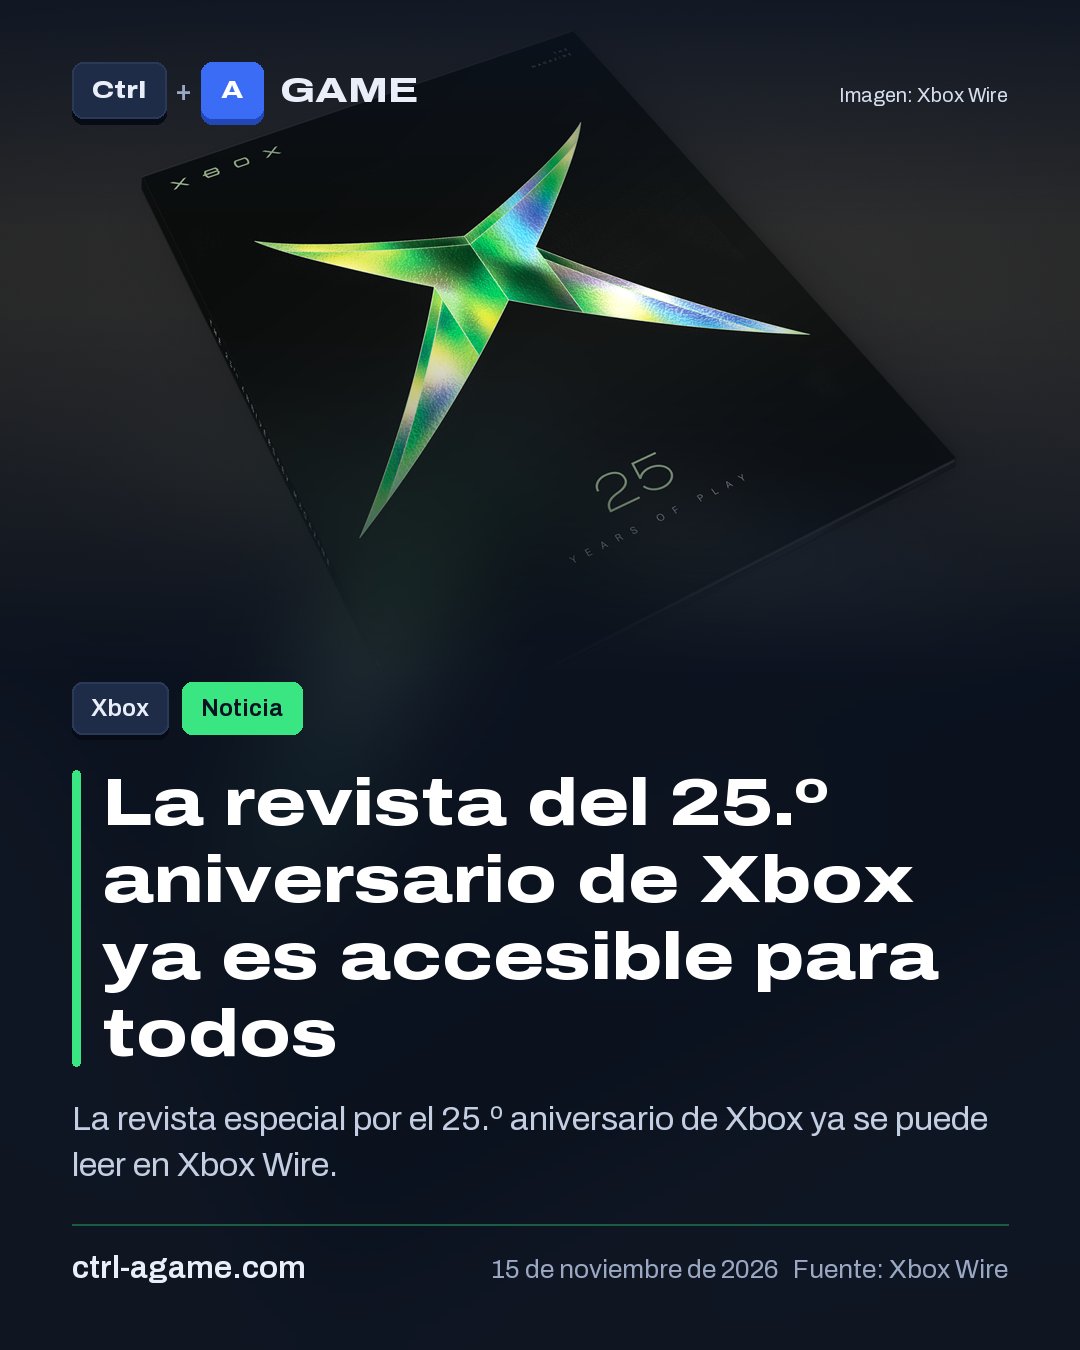 Ctrl + A GAME
Imagen: Xbox Wire
THE
MAGAZINE
XBOX
25
YEARS OF PLAY
Xbox
Noticia
La revista del 25.º
aniversario de Xbox
ya es accesible para
todos
La revista especial por el 25.º aniversario de Xbox ya se puede
leer en Xbox Wire.
ctrl-agame.com
15 de noviembre de 2026 Fuente: Xbox Wire